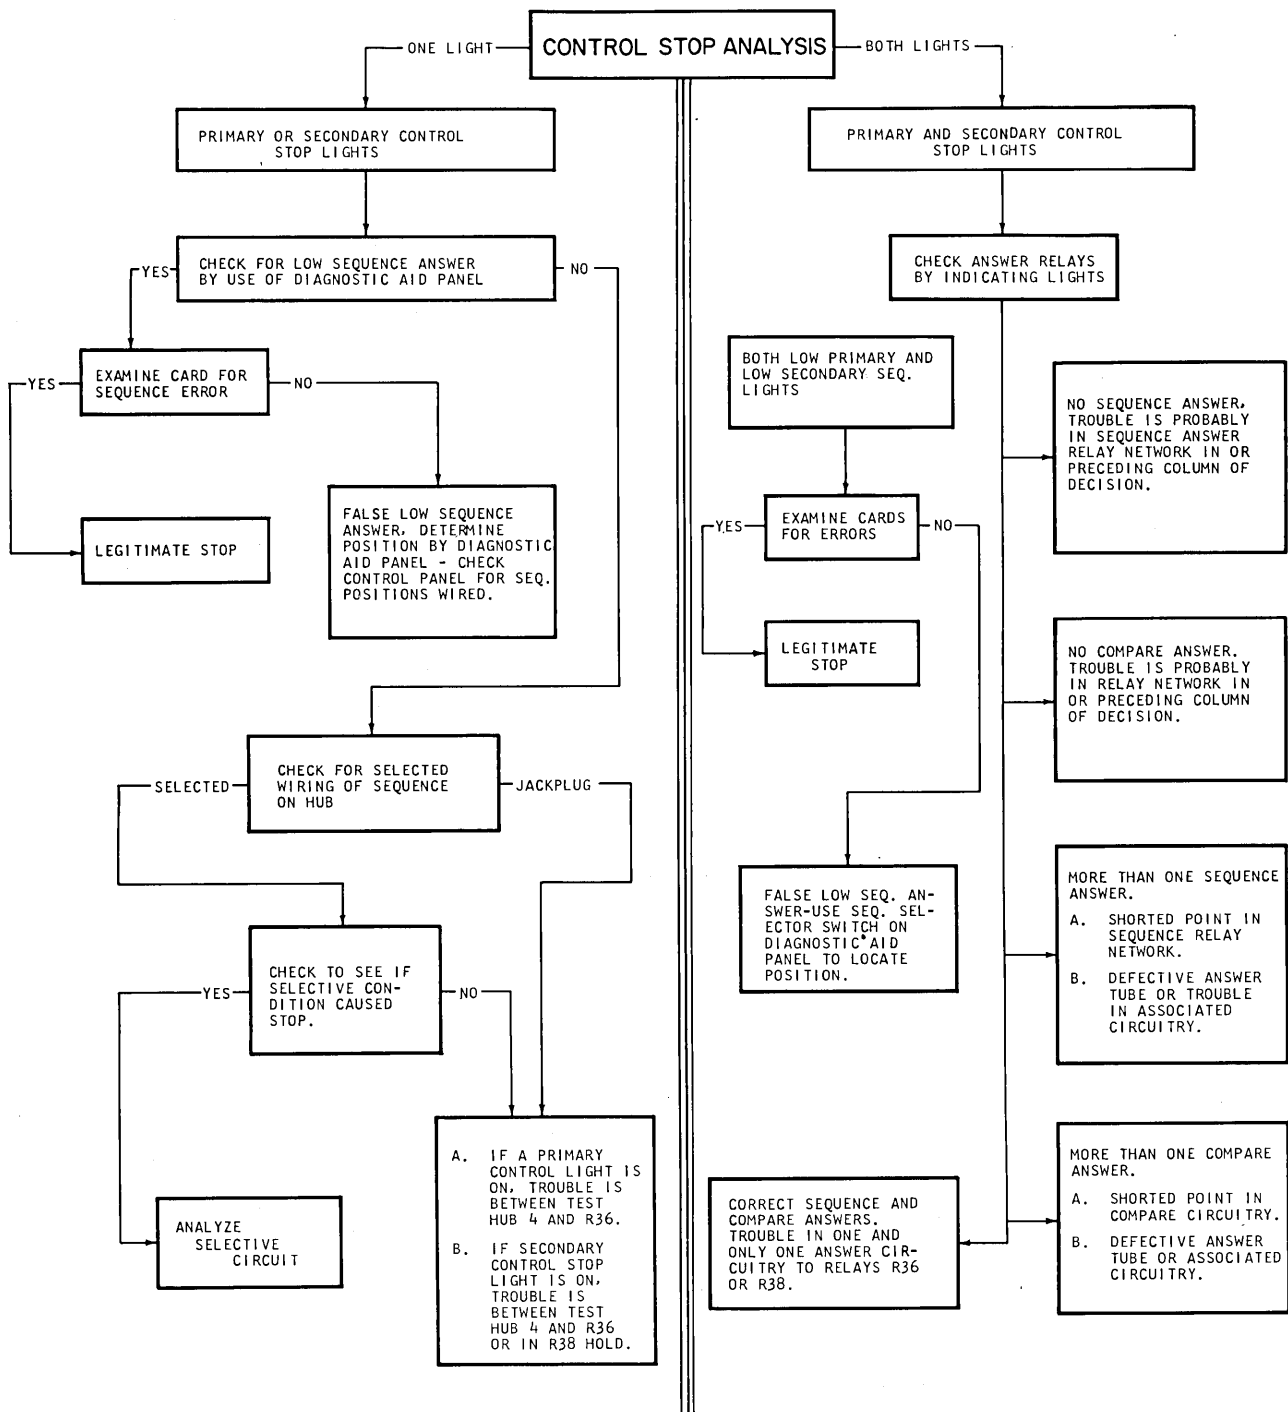 CONTROL STOP ANALYSIS
ONE LIGHT
BOTH LIGHTS
PRIMARY OR SECONDARY CONTROL
STOP LIGHTS
CHECK FOR LOW SEQUENCE ANSWER
BY USE OF DIAGNOSTIC AID PANEL
YES
NO
EXAMINE CARD FOR
SEQUENCE ERROR
YES
NO
LEGITIMATE STOP
FALSE LOW SEQUENCE
ANSWER, DETERMINE
POSITION BY DIAGNOSTIC
AID PANEL - CHECK
CONTROL PANEL FOR SEQ.
POSITIONS WIRED.
CHECK FOR SELECTED
WIRING OF SEQUENCE
ON HUB
SELECTED
JACKPLUG
CHECK TO SEE IF
SELECTIVE CON-
DITION CAUSED
STOP.
YES
NO
ANALYZE
SELECTIVE
CIRCUIT
A. IF A PRIMARY
CONTROL LIGHT IS
ON, TROUBLE IS
BETWEEN TEST
HUB 4 AND R36.
B. IF SECONDARY
CONTROL STOP
LIGHT IS ON,
TROUBLE IS
BETWEEN TEST
HUB 4 AND R36
OR IN R38 HOLD.
PRIMARY AND SECONDARY CONTROL
STOP LIGHTS
CHECK ANSWER RELAYS
BY INDICATING LIGHTS
BOTH LOW PRIMARY AND
LOW SECONDARY SEQ.
LIGHTS
EXAMINE CARDS
FOR ERRORS
YES
NO
LEGITIMATE
STOP
FALSE LOW SEQ. AN-
SWER-USE SEQ. SEL-
ECTOR SWITCH ON
DIAGNOSTIC AID
PANEL TO LOCATE
POSITION.
NO SEQUENCE ANSWER,
TROUBLE IS PROBABLY
IN SEQUENCE ANSWER
RELAY NETWORK IN OR
PRECEDING COLUMN OF
DECISION.
NO COMPARE ANSWER.
TROUBLE IS PROBABLY
IN RELAY NETWORK IN
OR PRECEDING COLUMN
OF DECISION.
MORE THAN ONE SEQUENCE
ANSWER.
A. SHORTED POINT IN
SEQUENCE RELAY
NETWORK.
B. DEFECTIVE ANSWER
TUBE OR TROUBLE
IN ASSOCIATED
CIRCUITRY.
MORE THAN ONE COMPARE
ANSWER.
A. SHORTED POINT IN
COMPARE CIRCUITRY.
B. DEFECTIVE ANSWER
TUBE OR ASSOCIATED
CIRCUITRY.
CORRECT SEQUENCE AND
COMPARE ANSWERS.
TROUBLE IN ONE AND
ONLY ONE ANSWER CIR-
CUITRY TO RELAYS R36
OR R38.